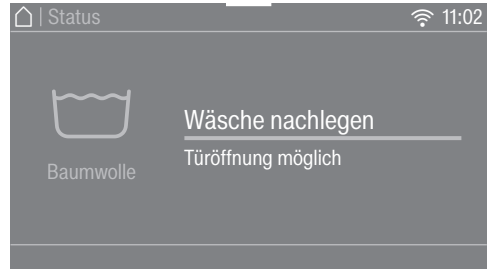 Status 11:02
Wäsche nachlegen
Türöffnung möglich
Baumwolle